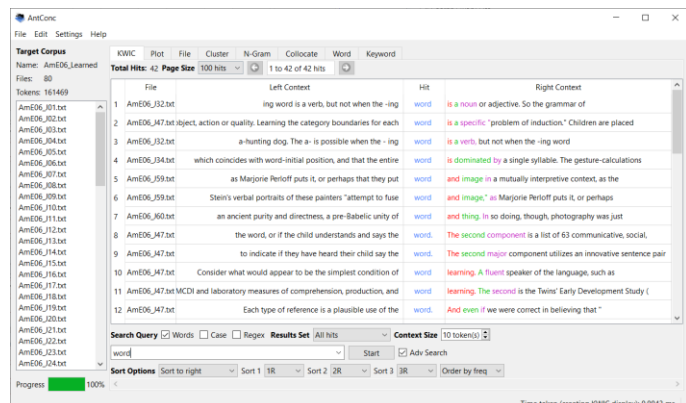 AntConc
File Edit Settings Help
Target Corpus
Name: AmE06_Learned
Files: 80
Tokens: 161469
AmE06_J01.txt
AmE06_J02.txt
AmE06_J03.txt
AmE06_J04.txt
AmE06_J05.txt
AmE06_J06.txt
AmE06_J07.txt
AmE06_J08.txt
AmE06_J09.txt
AmE06_J10.txt
AmE06_J11.txt
AmE06_J12.txt
AmE06_J13.txt
AmE06_J14.txt
AmE06_J15.txt
AmE06_J16.txt
AmE06_J17.txt
AmE06_J18.txt
AmE06_J19.txt
AmE06_J20.txt
AmE06_J21.txt
AmE06_J22.txt
AmE06_J23.txt
AmE06_J24.txt
Progress 100%
KWIC Plot File Cluster N-Gram Collocate Word Keyword
Total Hits: 42 Page Size 100 hits 1 to 42 of 42 hits
File Left Context Hit Right Context
1 AmE06_J32.txt ing word is a verb, but not when the -ing word is a noun or adjective. So the grammar of
2 AmE06_J47.txt object, action or quality. Learning the category boundaries for each word is a specific "problem of induction." Children are placed
3 AmE06_J32.txt a-hunting dog. The a- is possible when the - ing word is a verb, but not when the -ing word
4 AmE06_J34.txt which coincides with word-initial position, and that the entire word is dominated by a single syllable. The gesture-calculations
5 AmE06_J59.txt as Marjorie Perloff puts it, or perhaps that they put word and image in a mutually interpretive context, as the
6 AmE06_J59.txt Stein's verbal portraits of these painters "attempt to fuse word and image," as Marjorie Perloff puts it, or perhaps
7 AmE06_J60.txt an ancient purity and directness, a pre-Babelic unity of word and thing. In so doing, though, photography was just
8 AmE06_J47.txt the word, or if the child understands and says the word. The second component is a list of 63 communicative, social,
9 AmE06_J47.txt to indicate if they have heard their child say the word. The second major component utilizes an innovative sentence pair
10 AmE06_J47.txt Consider what would appear to be the simplest condition of word learning. A fluent speaker of the language, such as
11 AmE06_J47.txt MCDI and laboratory measures of comprehension, production, and word learning. The second is the Twins' Early Development Study (
12 AmE06_J47.txt Each type of reference is a plausible use of the word. And even if we were correct in believing that "
Search Query Words Case Regex Results Set All hits Context Size 10 token(s)
word Start Adv Search
Sort Options Sort to right Sort 1 1R Sort 2 2R Sort 3 3R Order by freq